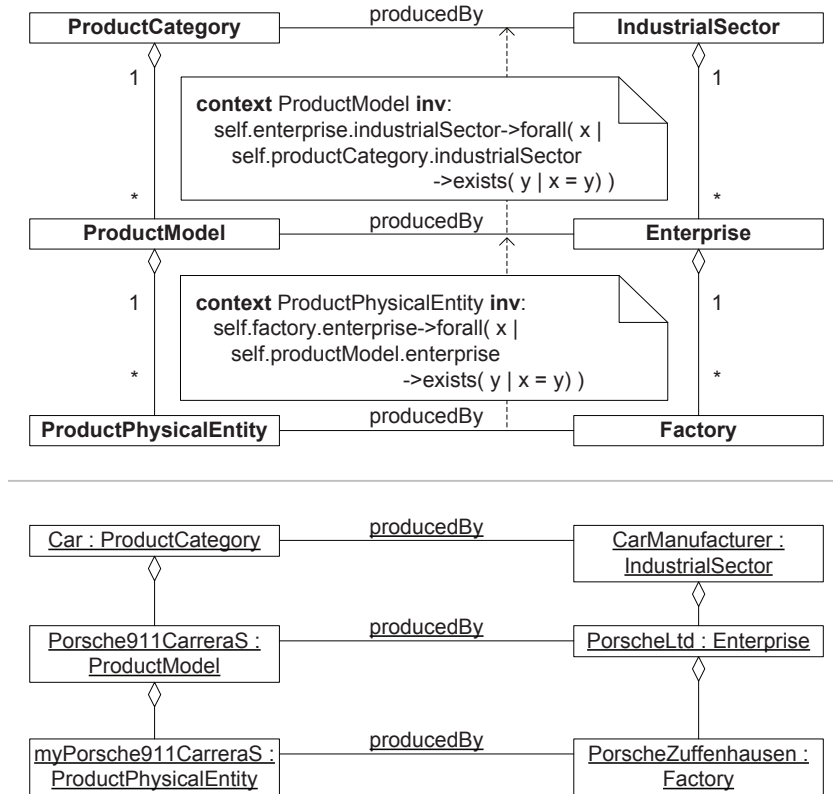 producedBy
ProductCategory
IndustrialSector
1
1
context ProductModel inv:
self.enterprise.industrialSector->forall( x |
self.productCategory.industrialSector
->exists( y | x = y) )
*
*
producedBy
ProductModel
Enterprise
1
1
context ProductPhysicalEntity inv:
self.factory.enterprise->forall( x |
self.productModel.enterprise
->exists( y | x = y) )
*
*
producedBy
ProductPhysicalEntity
Factory
producedBy
Car : ProductCategory
CarManufacturer :
IndustrialSector
producedBy
Porsche911CarreraS :
ProductModel
PorscheLtd : Enterprise
producedBy
myPorsche911CarreraS :
ProductPhysicalEntity
PorscheZuffenhausen :
Factory